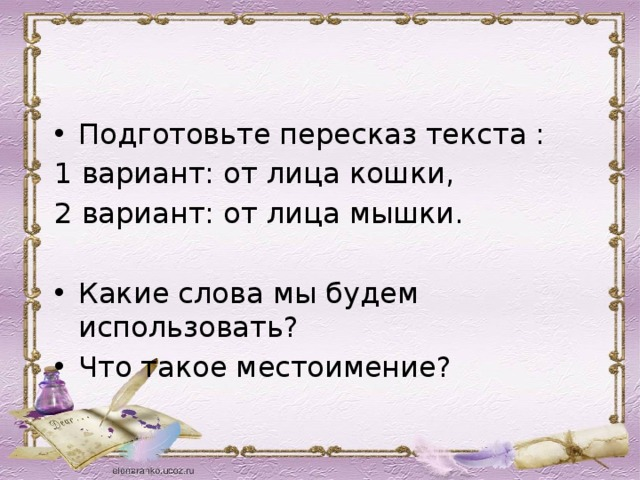 • Подготовьте пересказ текста :
1 вариант: от лица кошки,
2 вариант: от лица мышки.
• Какие слова мы будем
использовать?
• Что такое местоимение?
Dear ...
elenaranko.ucoz.ru